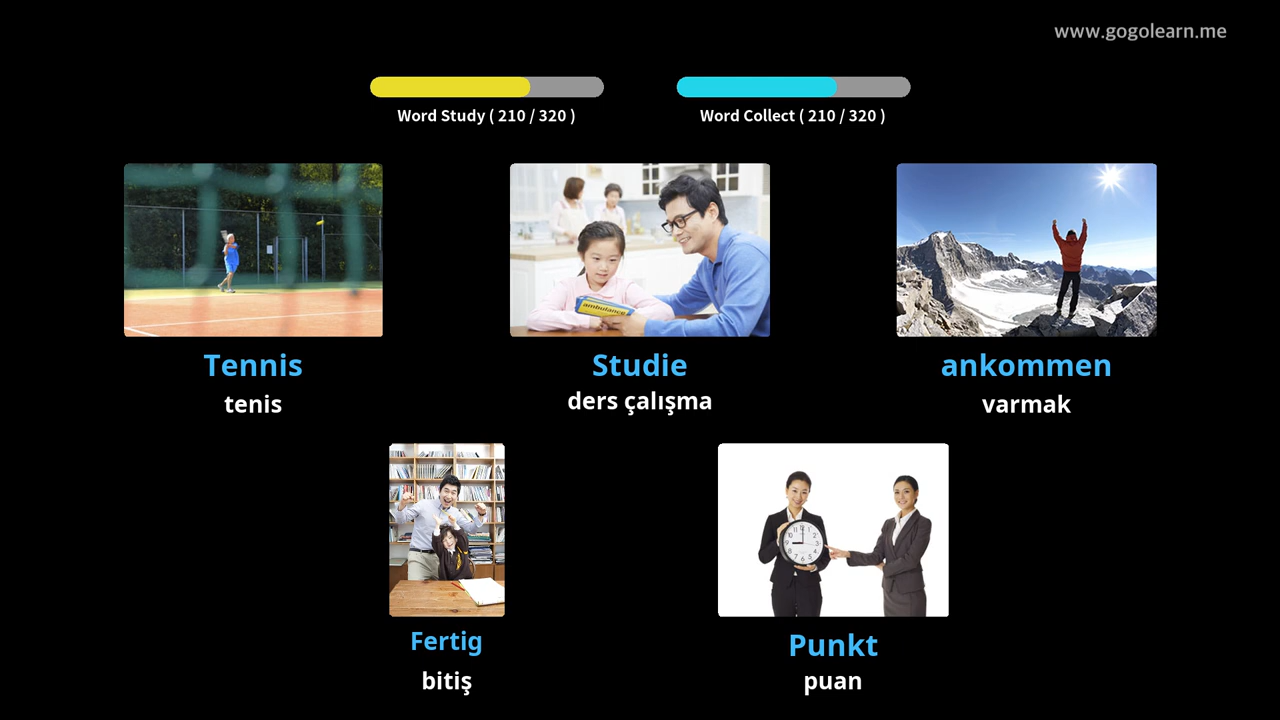 www.gogolearn.me
Word Study ( 210 / 320 )
Word Collect ( 210 / 320 )
ambulance
Tennis
tenis
Studie
ders çalışma
ankommen
varmak
Fertig
bitiş
Punkt
puan